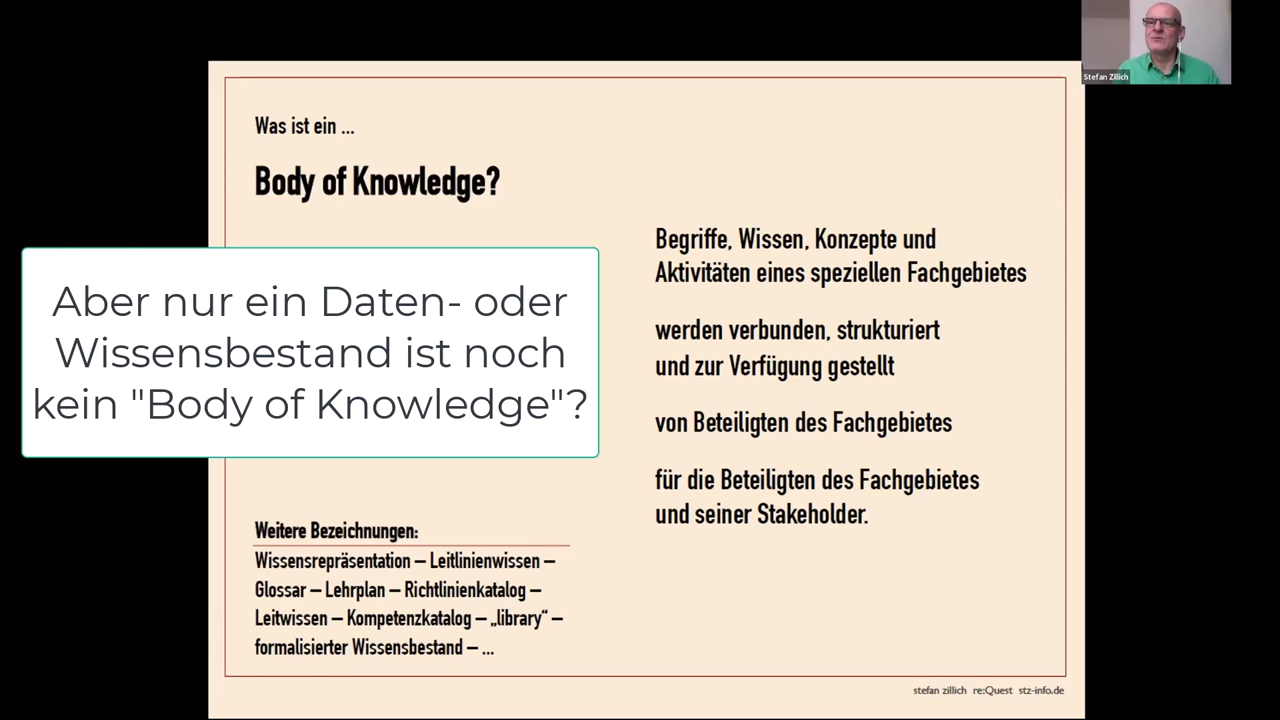 Stefan Zillich
Was ist ein ...
Body of Knowledge?
Aber nur ein Daten- oder
Wissensbestand ist noch
kein "Body of Knowledge"?
Begriffe, Wissen, Konzepte und
Aktivitäten eines speziellen Fachgebietes
werden verbunden, strukturiert
und zur Verfügung gestellt
von Beteiligten des Fachgebietes
für die Beteiligten des Fachgebietes
und seiner Stakeholder.
Weitere Bezeichnungen:
Wissensrepräsentation – Leitlinienwissen –
Glossar – Lehrplan – Richtlinienkatalog –
Leitwissen – Kompetenzkatalog – „library“ –
formalisierter Wissensbestand – ...
stefan zillich re:Quest stz-info.de